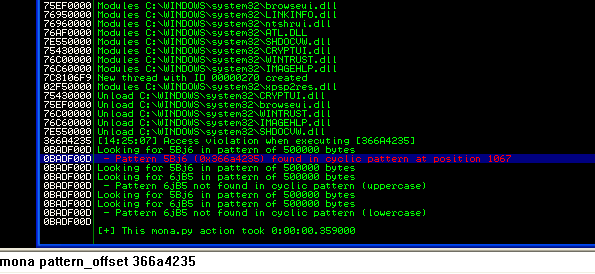 75EF0000 Modules C:\WINDOWS\system32\browseui.dll
76950000 Modules C:\WINDOWS\system32\LINKINFO.dll
76960000 Modules C:\WINDOWS\system32\ntshrui.dll
76AF0000 Modules C:\WINDOWS\system32\ATL.DLL
7E550000 Modules C:\WINDOWS\system32\SHDOCVW.dll
75430000 Modules C:\WINDOWS\system32\CRYPTUI.dll
76C00000 Modules C:\WINDOWS\system32\WINTRUST.dll
76C60000 Modules C:\WINDOWS\system32\IMAGEHLP.dll
7C8106F9 New thread with ID 00000270 created
02F50000 Modules C:\WINDOWS\system32\xpsp2res.dll
75430000 Unload C:\WINDOWS\system32\CRYPTUI.dll
75EF0000 Unload C:\WINDOWS\system32\browseui.dll
76C00000 Unload C:\WINDOWS\system32\WINTRUST.dll
76C60000 Unload C:\WINDOWS\system32\IMAGEHLP.dll
7E550000 Unload C:\WINDOWS\system32\SHDOCVW.dll
366A4235 [14:25:07] Access violation when executing [366A4235]
0BADF00D Looking for 5Bj6 in pattern of 500000 bytes
0BADF00D - Pattern 5Bj6 (0x366a4235) found in cyclic pattern at position 1067
0BADF00D Looking for 5Bj6 in pattern of 500000 bytes
0BADF00D Looking for 6jB5 in pattern of 500000 bytes
0BADF00D - Pattern 6jB5 not found in cyclic pattern (uppercase)
0BADF00D Looking for 5Bj6 in pattern of 500000 bytes
0BADF00D Looking for 6jB5 in pattern of 500000 bytes
0BADF00D - Pattern 6jB5 not found in cyclic pattern (lowercase)
0BADF00D
[+] This mona.py action took 0:00:00.359000
mona pattern_offset 366a4235